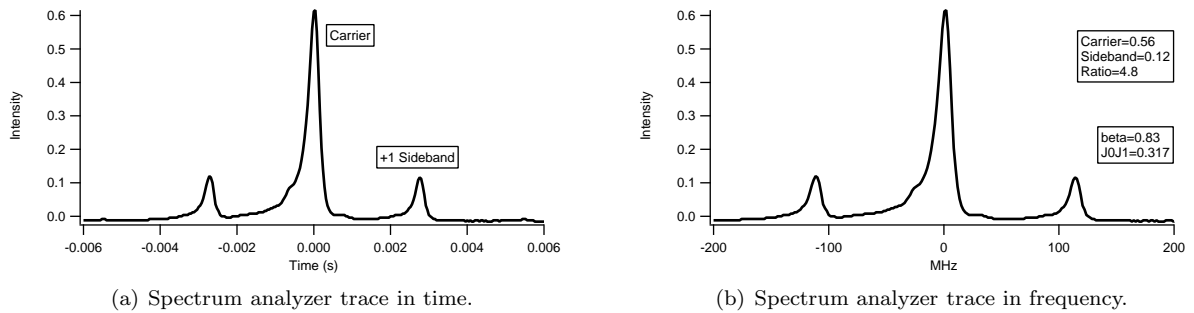 0.6
0.5
0.4
0.3
0.2
0.1
0.0
Intensity
Carrier
+1 Sideband
-0.006 -0.004 -0.002 0.000 0.002 0.004 0.006
Time (s)
(a) Spectrum analyzer trace in time.
0.6
0.5
0.4
0.3
0.2
0.1
0.0
Intensity
Carrier=0.56
Sideband=0.12
Ratio=4.8
beta=0.83
J0J1=0.317
-200 -100 0 100 200
MHz
(b) Spectrum analyzer trace in frequency.